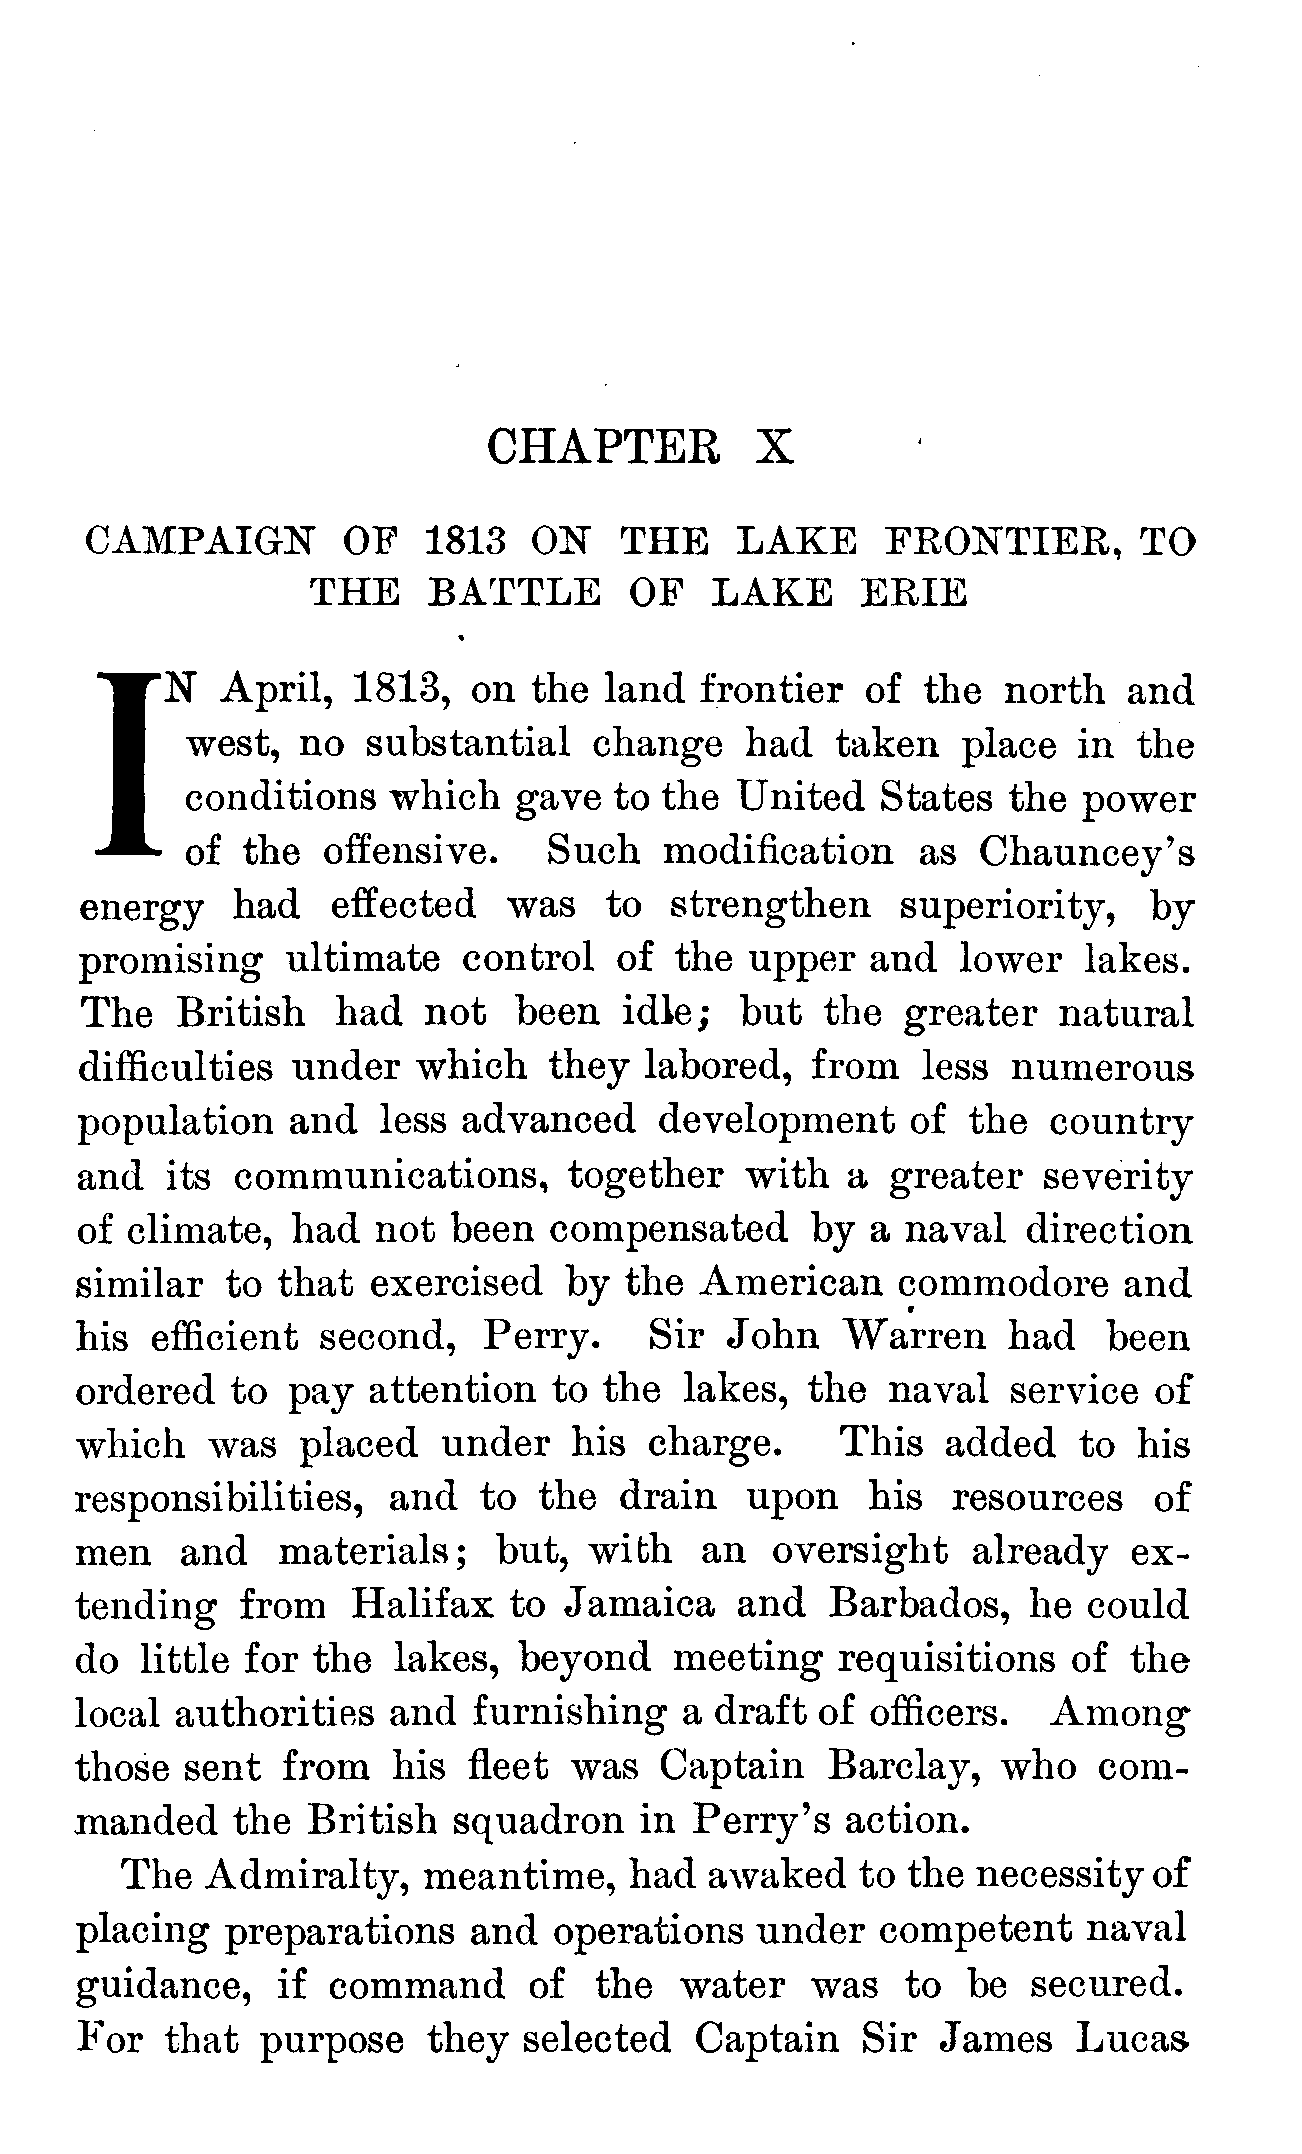 CHAPTER X
CAMPAIGN OF 1813 ON THE LAKE FRONTIER, TO
THE BATTLE OF LAKE ERIE
IN April, 1813, on the land frontier of the north and
west, no substantial change had taken place in the
conditions which gave to the United States the power
of the offensive. Such modification as Chauncey's
energy had effected was to strengthen superiority, by
promising ultimate control of the upper and lower lakes.
The British had not been idle; but the greater natural
difficulties under which they labored, from less numerous
population and less advanced development of the country
and its communications, together with a greater severity
of climate, had not been compensated by a naval direction
similar to that exercised by the American commodore and
his efficient second, Perry. Sir John Warren had been
ordered to pay attention to the lakes, the naval service of
which was placed under his charge. This added to his
responsibilities, and to the drain upon his resources of
men and materials; but, with an oversight already ex-
tending from Halifax to Jamaica and Barbados, he could
do little for the lakes, beyond meeting requisitions of the
local authorities and furnishing a draft of officers. Among
those sent from his fleet was Captain Barclay, who com-
manded the British squadron in Perry's action.
The Admiralty, meantime, had awaked to the necessity of
placing preparations and operations under competent naval
guidance, if command of the water was to be secured.
For that purpose they selected Captain Sir James Lucas